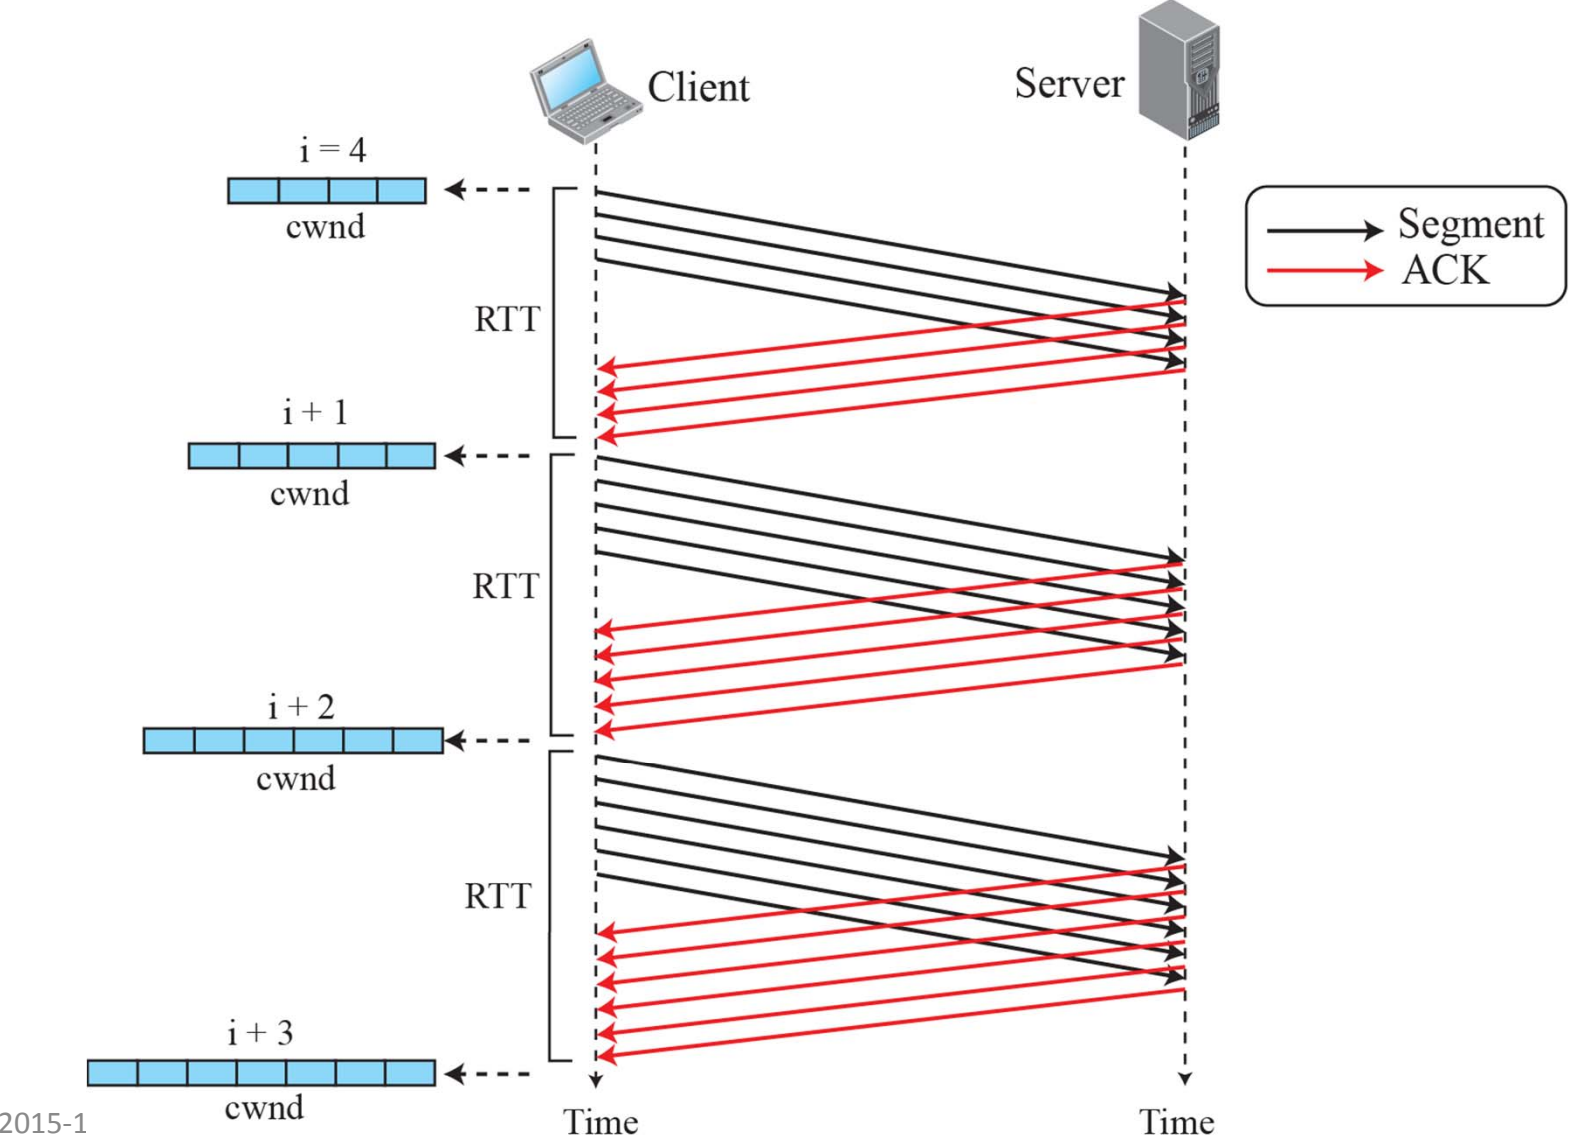 Client
Server
i = 4
cwnd
Segment
ACK
RTT
i + 1
cwnd
RTT
i + 2
cwnd
RTT
i + 3
cwnd
2015-1
Time
Time